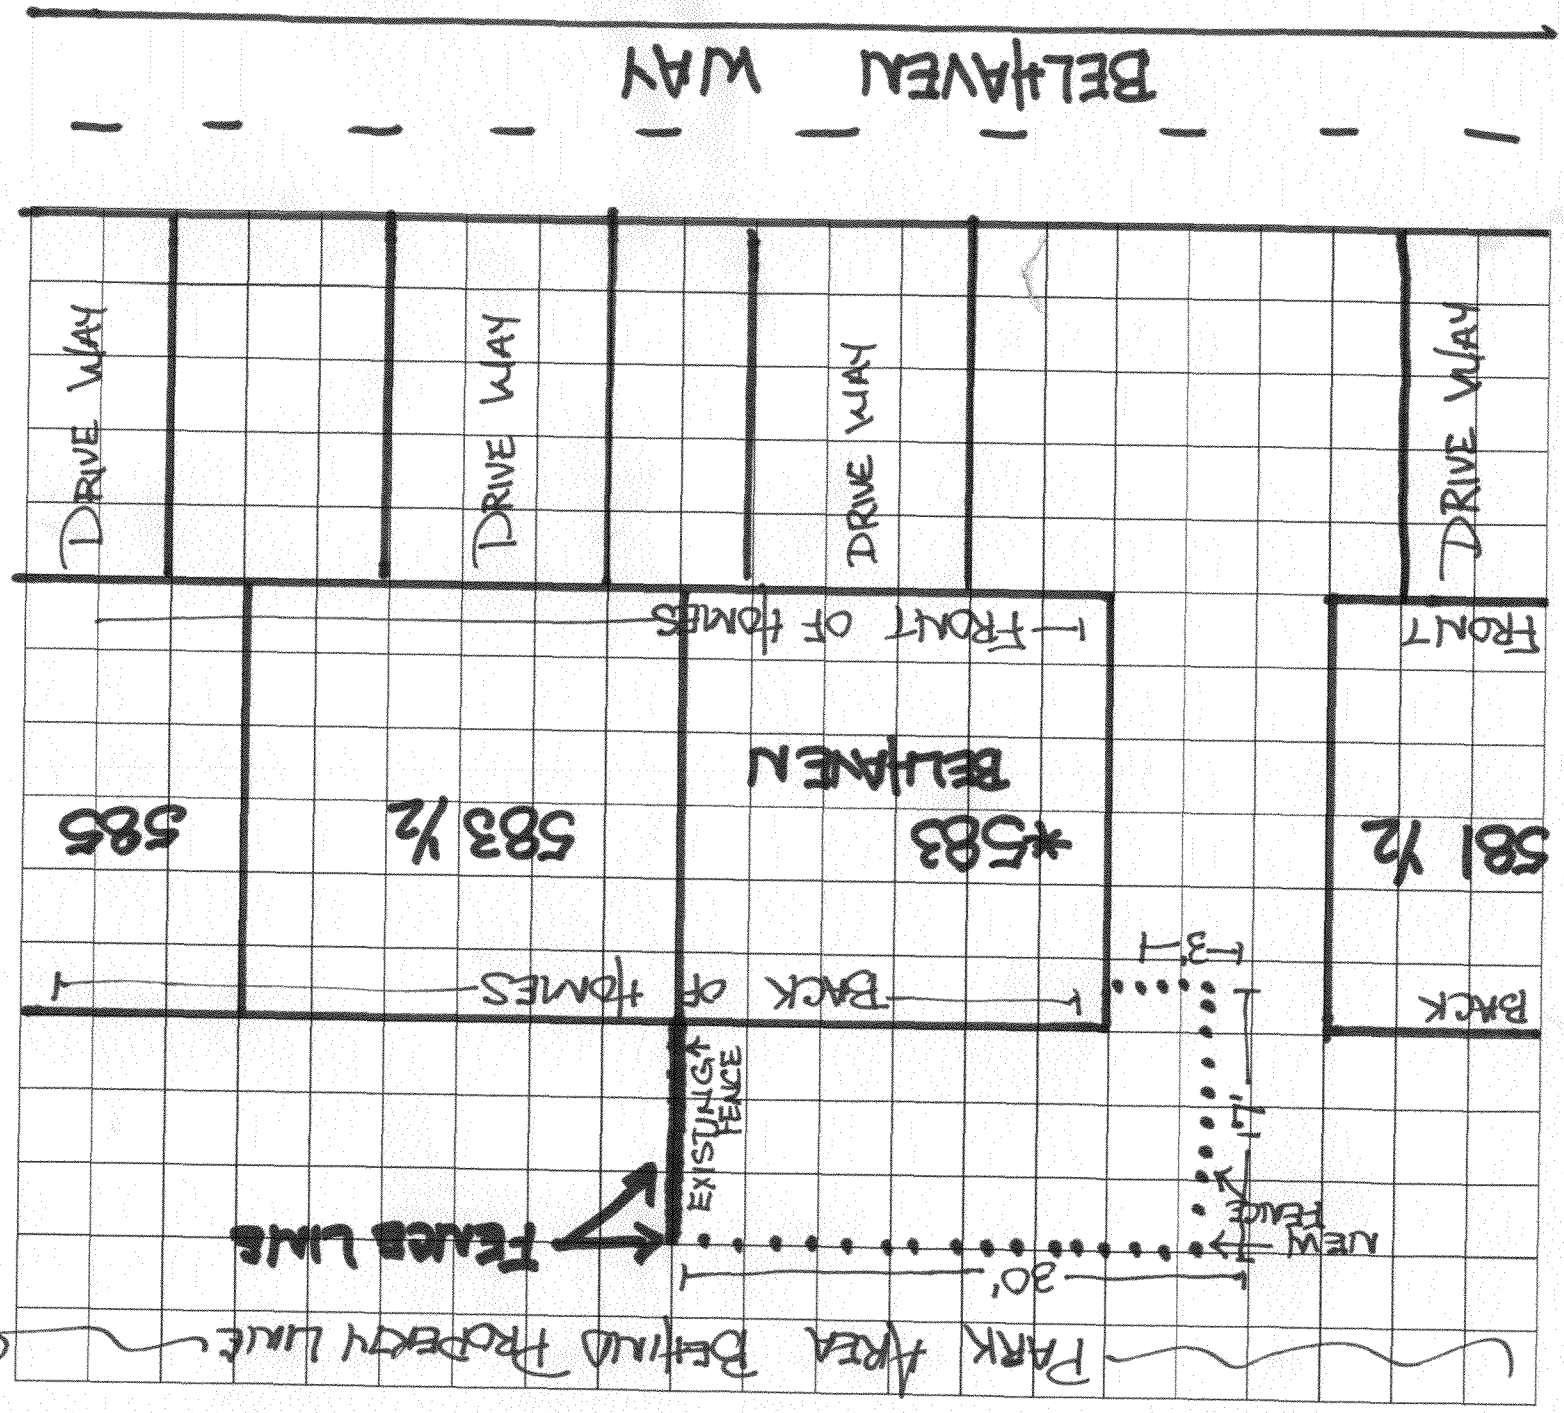 PARK AREA BEHIND PROPERTY LINE
30'
NEW
FENCE
FENCE LINE
EXISTING
FENCE
17'
3'
BACK
BACK OF HOMES
581 1/2
*583
BELHAVEN
583 1/2
585
FRONT
FRONT OF HOMES
DRIVE WAY
DRIVE WAY
DRIVE WAY
DRIVE WAY
BELHAVEN WAY